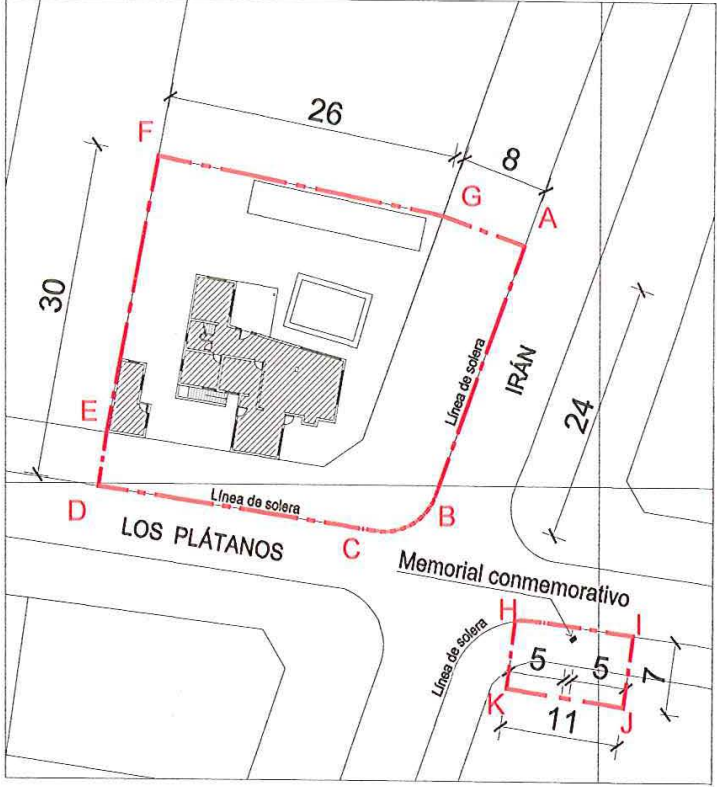 26
F
8
G
A
30
Línea de solera
IRÁN
24
E
D
Línea de solera
B
LOS PLÁTANOS
C
Memorial conmemorativo
H
I
Línea de solera
5
5
7
K
11
J